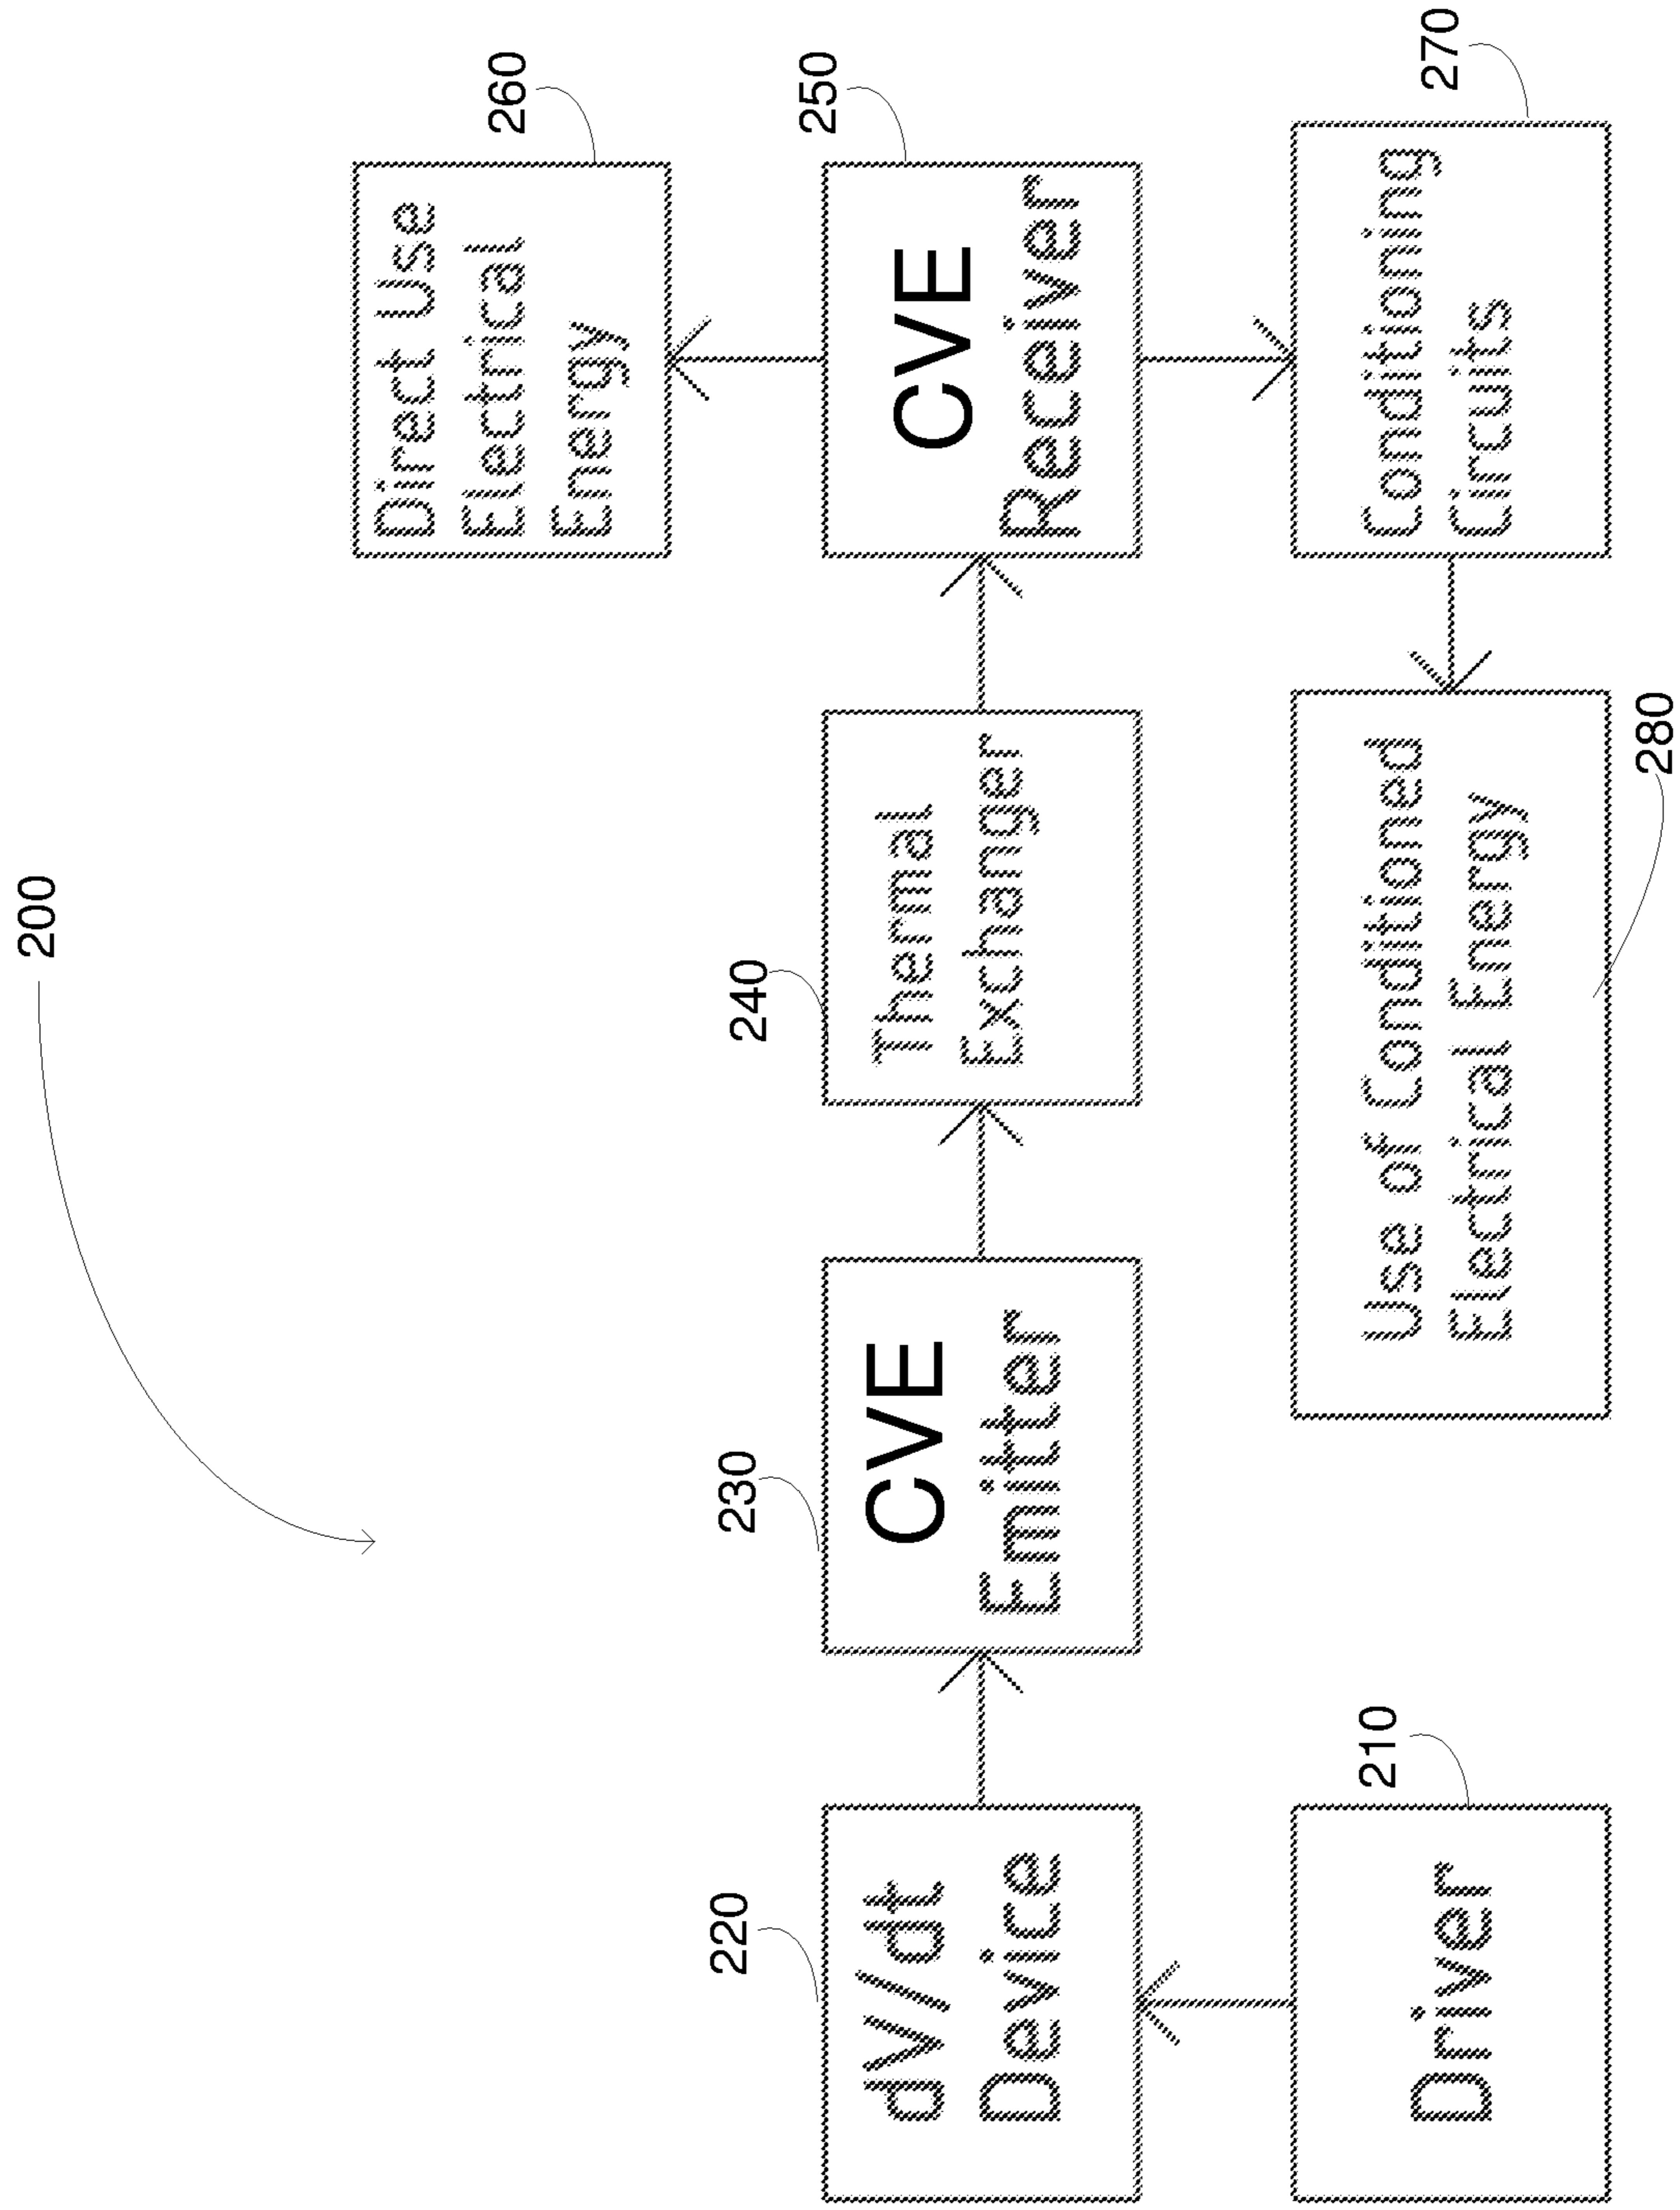 200
260
Direct Use
Electrical
Energy
220
dV/dt
Device
230
CVE
Emitter
240
Thermal
Exchanger
250
CVE
Receiver
210
Driver
280
Use of Conditioned
Electrical Energy
270
Conditioning
Circuits